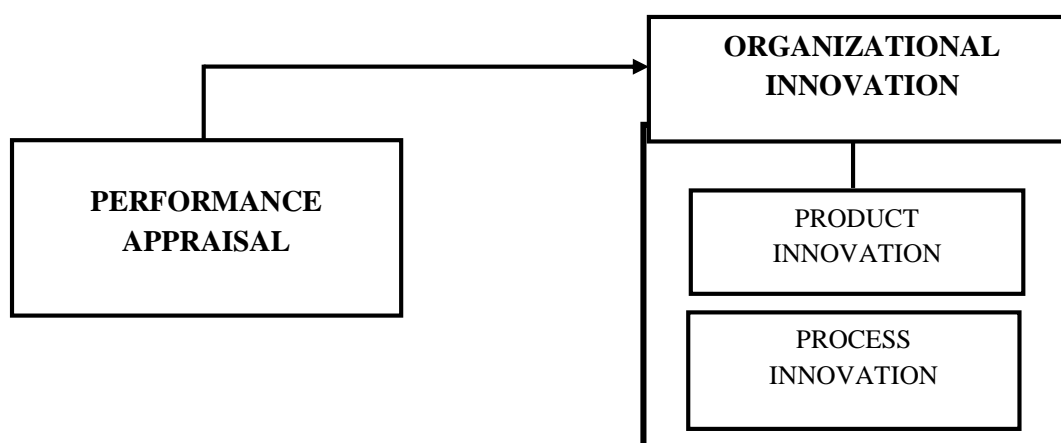 ORGANIZATIONAL
INNOVATION
PERFORMANCE
APPRAISAL
PRODUCT
INNOVATION
PROCESS
INNOVATION